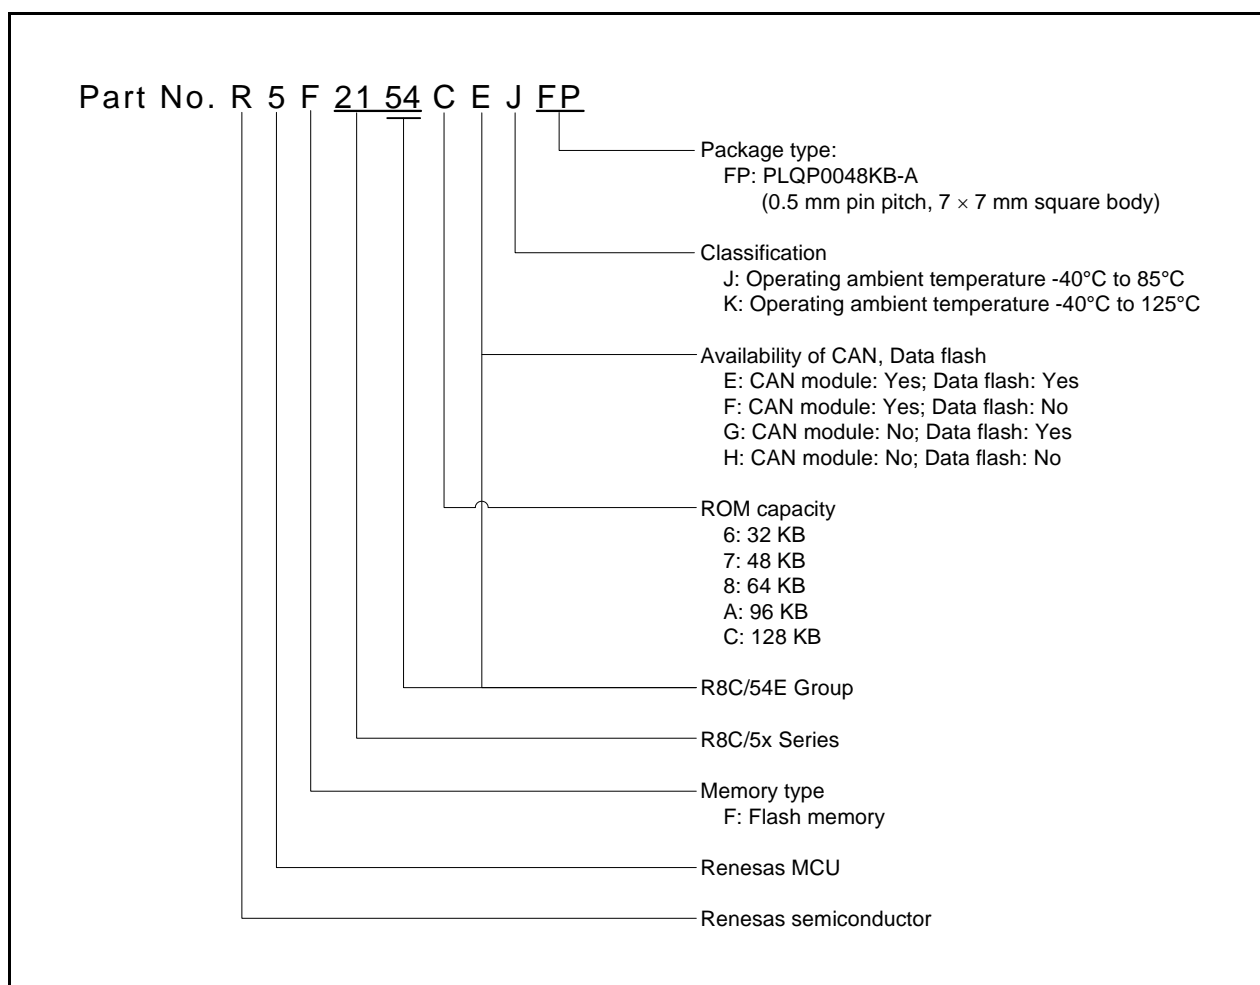 Part No. R 5 F 21 54 C E J FP
Package type:
FP: PLQP0048KB-A
(0.5 mm pin pitch, 7 × 7 mm square body)
Classification
J: Operating ambient temperature -40°C to 85°C
K: Operating ambient temperature -40°C to 125°C
Availability of CAN, Data flash
E: CAN module: Yes; Data flash: Yes
F: CAN module: Yes; Data flash: No
G: CAN module: No; Data flash: Yes
H: CAN module: No; Data flash: No
ROM capacity
6: 32 KB
7: 48 KB
8: 64 KB
A: 96 KB
C: 128 KB
R8C/54E Group
R8C/5x Series
Memory type
F: Flash memory
Renesas MCU
Renesas semiconductor